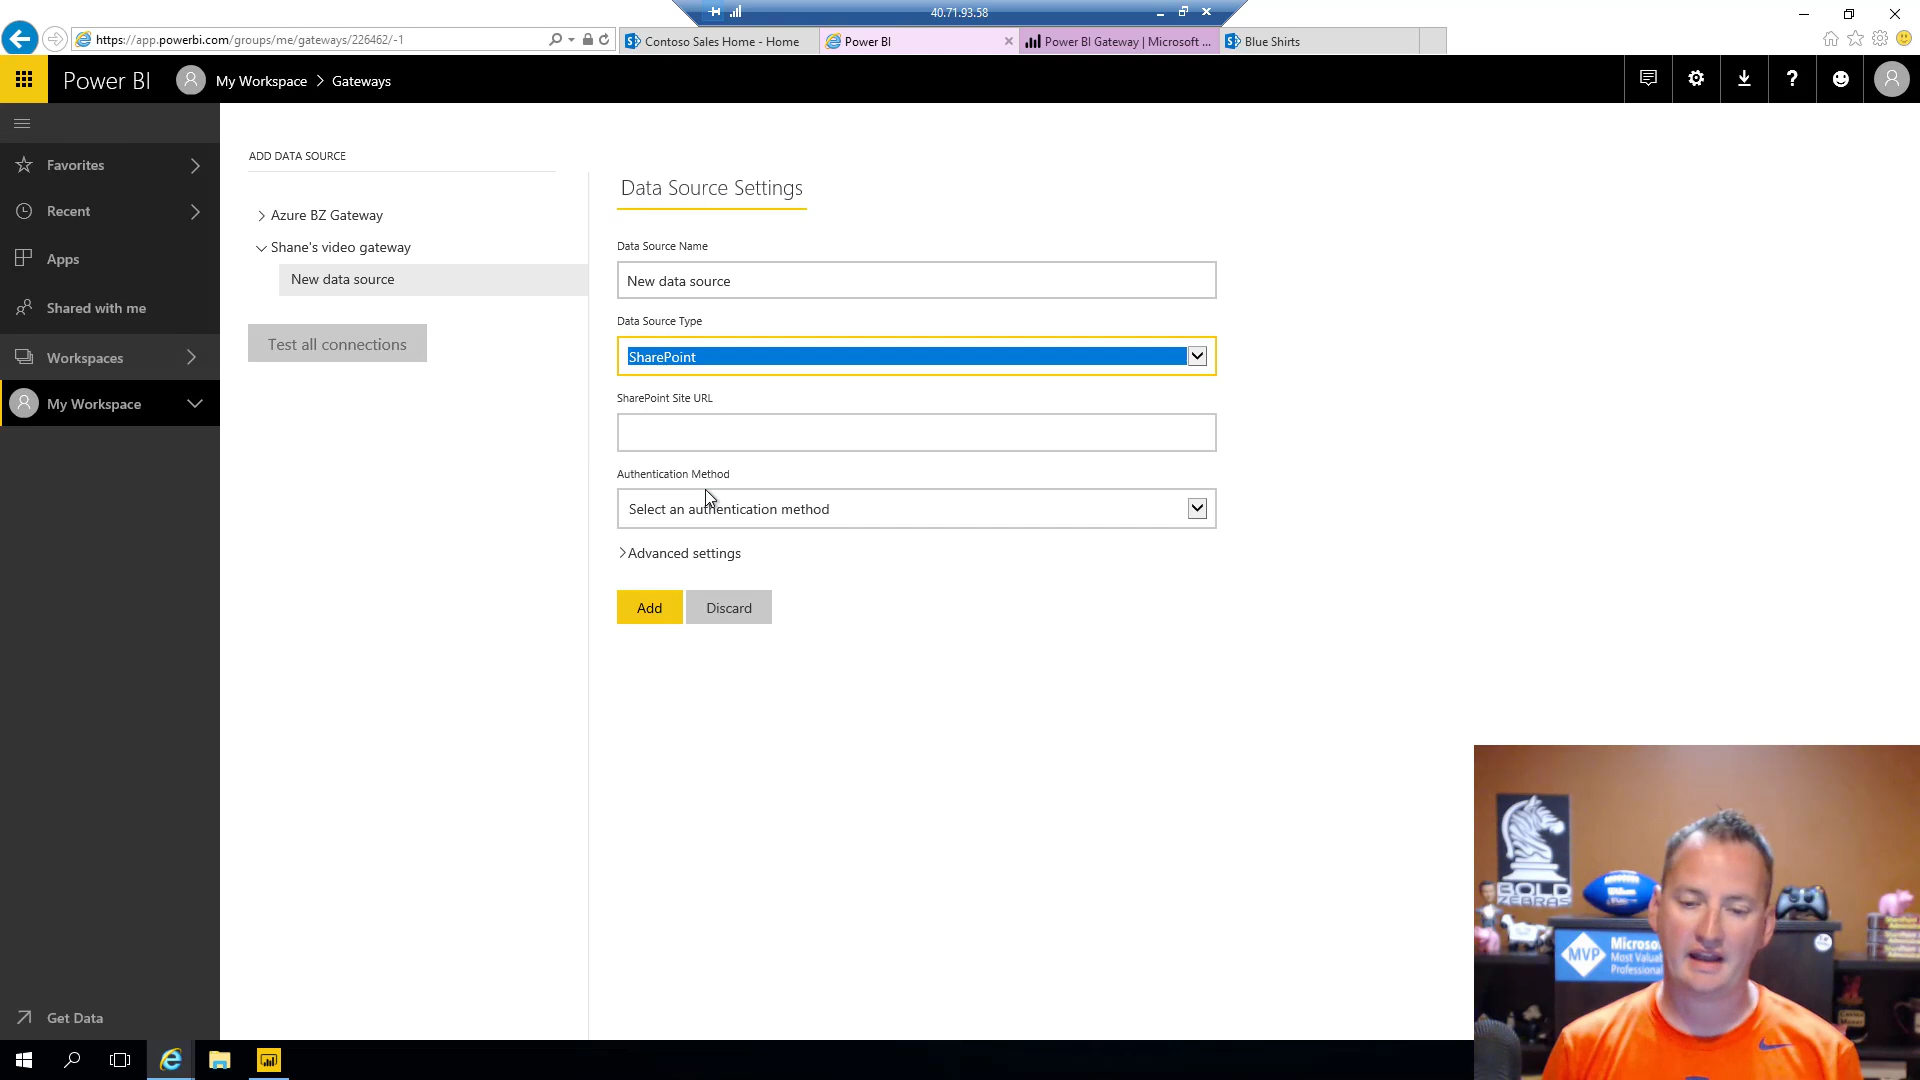 40.71.93.58
https://app.powerbi.com/groups/me/gateways/226462/-1
Contoso Sales Home - Home
Power BI
Power BI Gateway | Microsoft ...
Blue Shirts
Power BI
My Workspace > Gateways
Favorites
Recent
Apps
Shared with me
Workspaces
My Workspace
Get Data
ADD DATA SOURCE
Azure BZ Gateway
Shane's video gateway
New data source
Test all connections
Data Source Settings
Data Source Name
New data source
Data Source Type
SharePoint
SharePoint Site URL
Authentication Method
Select an authentication method
Advanced settings
Add
Discard
BOLD
ZEBRAS
MVP
Microso
Most Valua
Professiona